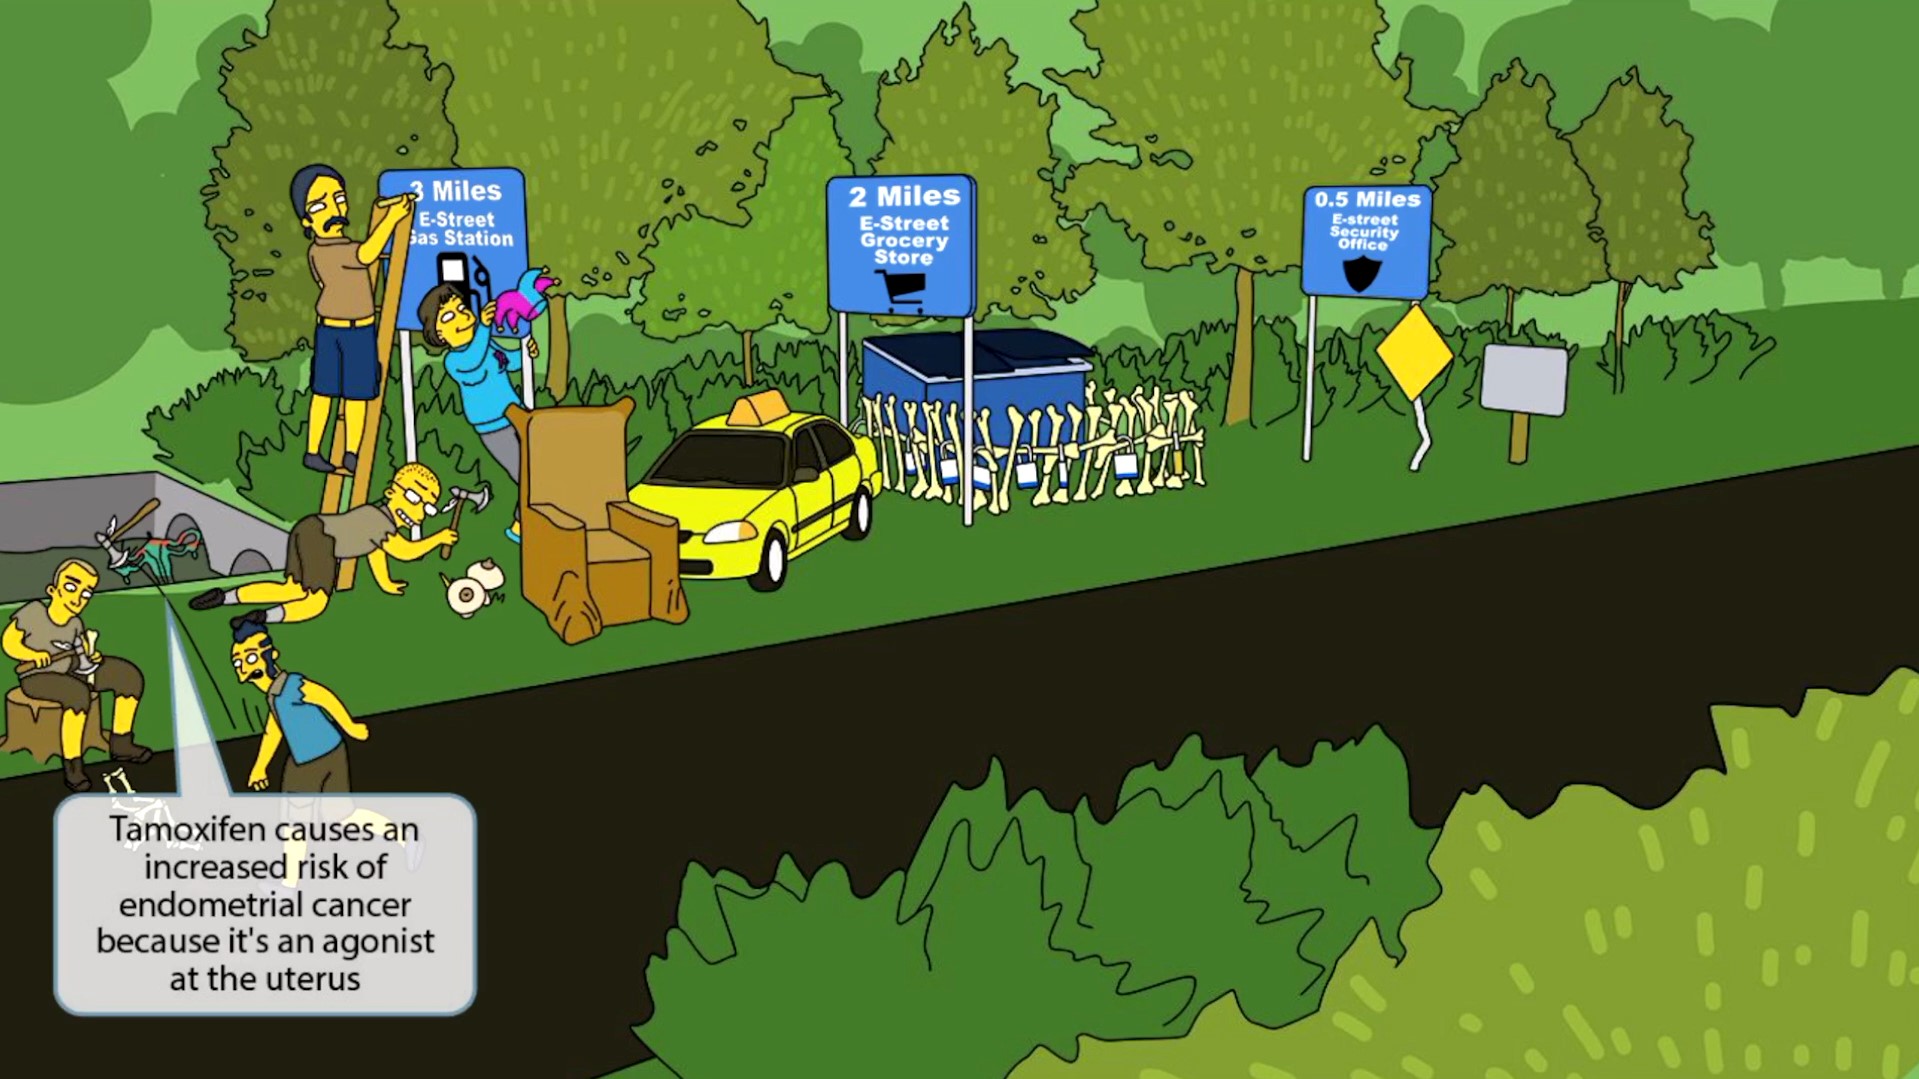 3 Miles
E-Street
Gas Station
2 Miles
E-Street
Grocery
Store
0.5 Miles
E-street
Security
Office
Tamoxifen causes an
increased risk of
endometrial cancer
because it's an agonist
at the uterus